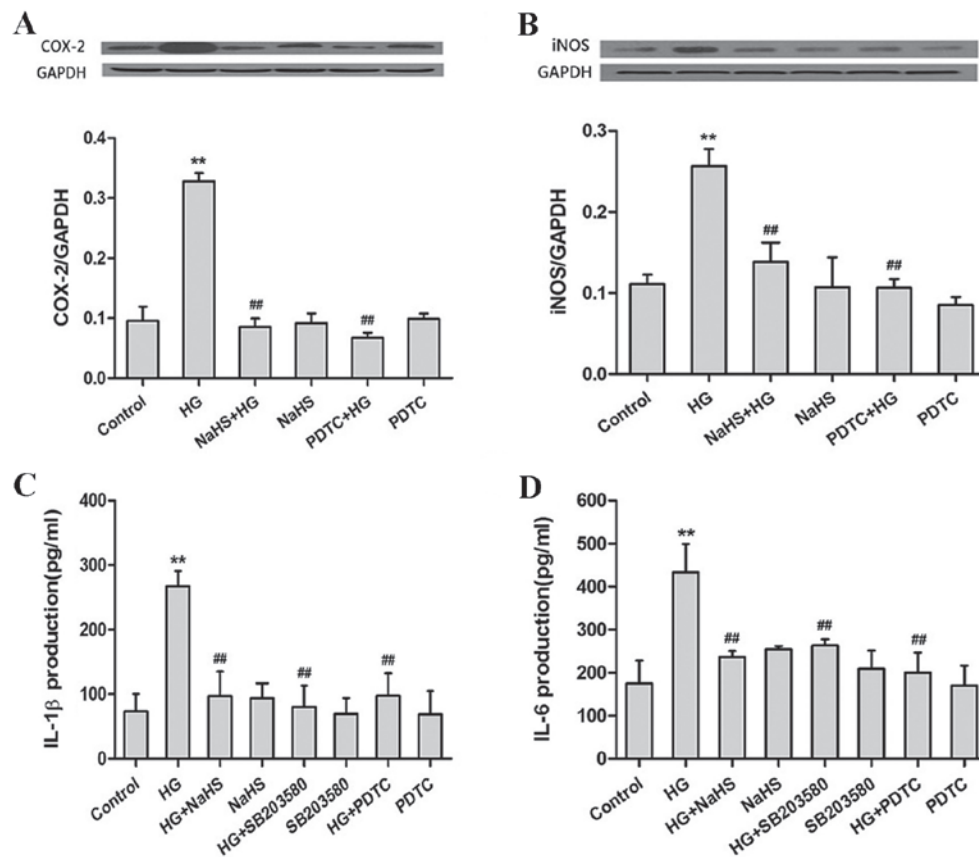 A
COX-2
GAPDH
COX-2/GAPDH
0.4
0.3
0.2
0.1
0.0
**
##
##
Control
HG
NaHS+HG
NaHS
PDTC+HG
PDTC
B
iNOS
GAPDH
iNOS/GAPDH
0.3
0.2
0.1
0.0
**
##
##
Control
HG
NaHS+HG
NaHS
PDTC+HG
PDTC
C
IL-1β production(pg/ml)
400
300
200
100
0
**
##
##
##
Control
HG
HG+NaHS
NaHS
HG+SB203580
SB203580
HG+PDTC
PDTC
D
IL-6 production(pg/ml)
600
500
400
300
200
100
0
**
##
##
##
Control
HG
HG+NaHS
NaHS
HG+SB203580
SB203580
HG+PDTC
PDTC